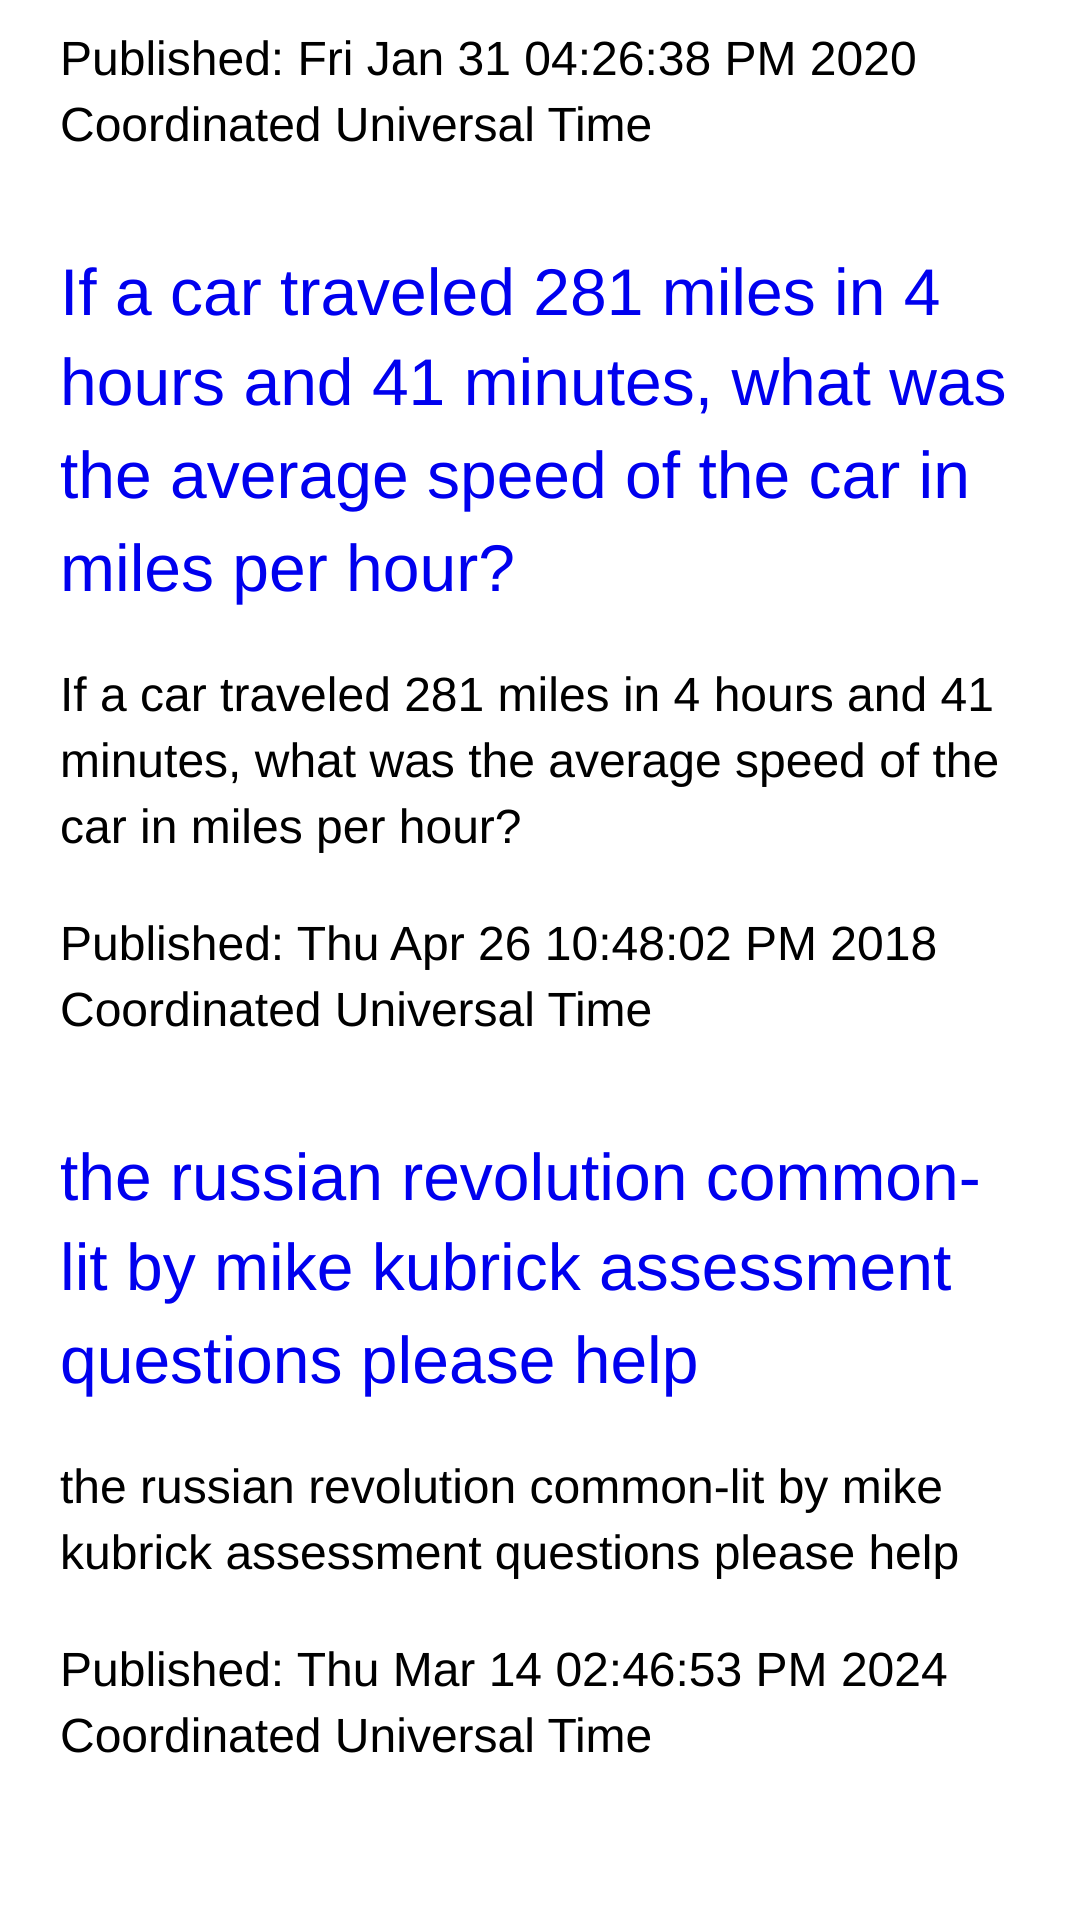 Published: Fri Jan 31 04:26:38 PM 2020
Coordinated Universal Time
If a car traveled 281 miles in 4
hours and 41 minutes, what was
the average speed of the car in
miles per hour?
If a car traveled 281 miles in 4 hours and 41
minutes, what was the average speed of the
car in miles per hour?
Published: Thu Apr 26 10:48:02 PM 2018
Coordinated Universal Time
the russian revolution common-
lit by mike kubrick assessment
questions please help
the russian revolution common-lit by mike
kubrick assessment questions please help
Published: Thu Mar 14 02:46:53 PM 2024
Coordinated Universal Time